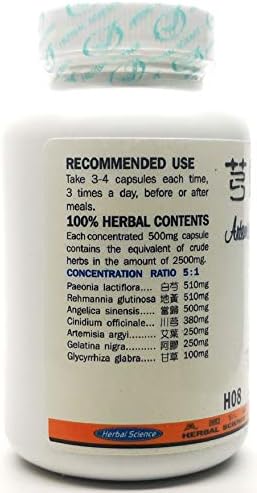 RECOMMENDED USE
Take 3-4 capsules each time,
3 times a day, before or after
meals.
100% HERBAL CONTENTS
Each concentrated 500mg capsule
contains the equivalent of crude
herbs in the amount of 2500mg.
CONCENTRATION RATIO 5:1
Paeonia lactiflora.... 白芍 510mg
Rehmannia glutinosa 地黃 510mg
Angelica sinensis..... 當歸 500mg
Cinidium officinale... 川芎 380mg
Artemisia argyi...... 艾葉 250mg
Gelatina nigra........ 阿膠 250mg
Glycyrrhiza glabra... 甘草 100mg
芎
H08
HERBAL
Herbal Science